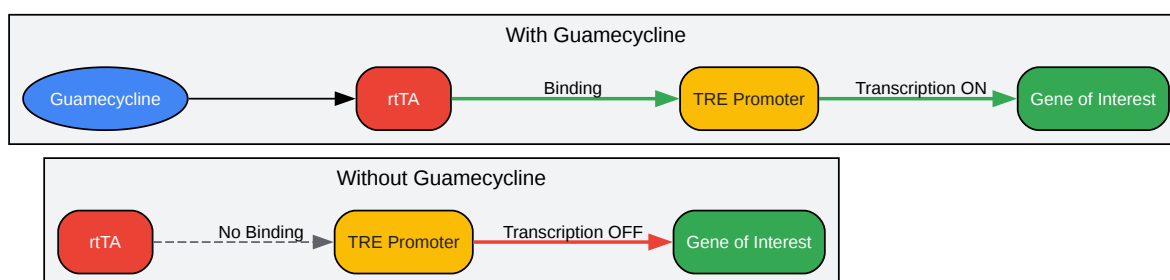 With Guamecycline
Guamecycline
rtTA
Binding
TRE Promoter
Transcription ON
Gene of Interest
Without Guamecycline
rtTA
No Binding
TRE Promoter
Transcription OFF
Gene of Interest